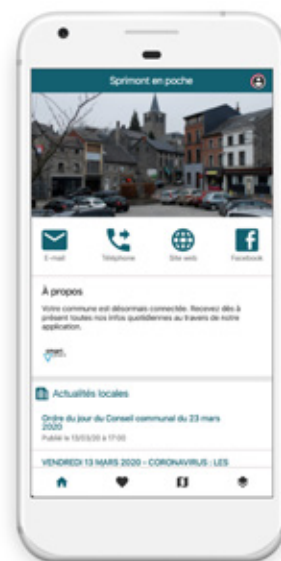 Sprimont en poche
E-mail Téléphone Site web Facebook
À propos
Votre commune est désormais connectée. Recevez dès à
présent toutes nos infos quotidiennes au travers de notre
application.
Actualités locales
Ordre du jour du Conseil communal du 23 mars
2020
Publié le 13/03/20 à 17:00
VENDREDI 13 MARS 2020 - CORONAVIRUS : LES